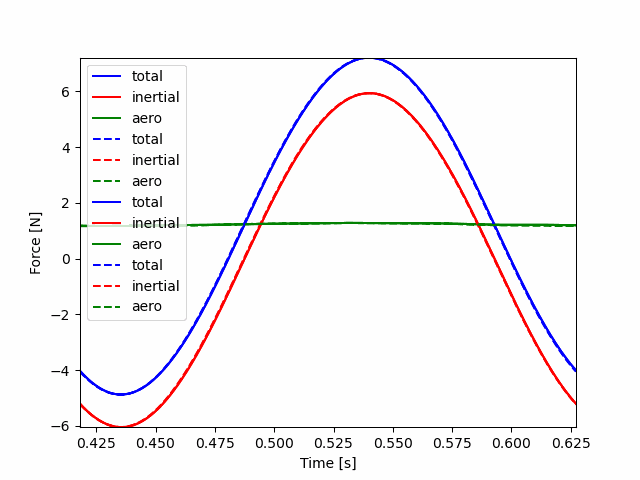 total
inertial
aero
total
inertial
aero
total
inertial
aero
total
inertial
aero
Force [N]
6
4
2
0
−2
−4
−6
0.425 0.450 0.475 0.500 0.525 0.550 0.575 0.600 0.625
Time [s]